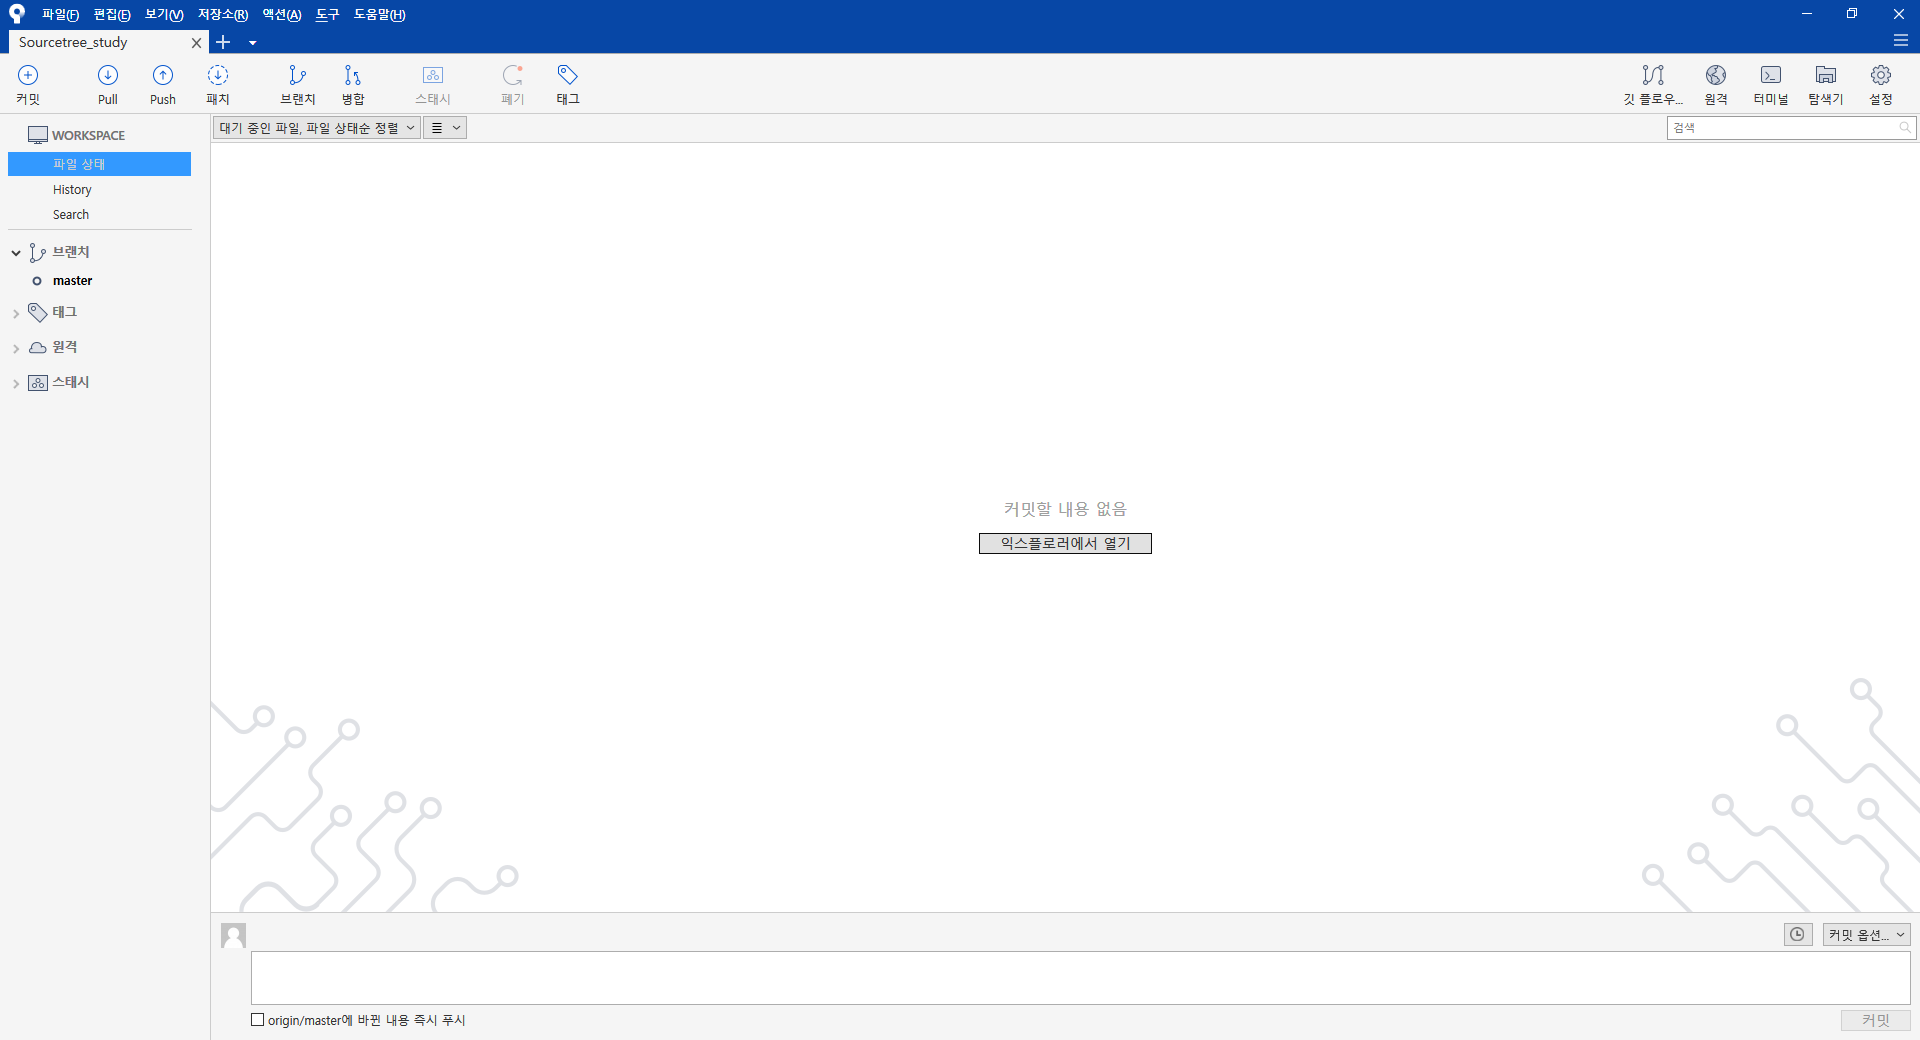 파일(F) 편집(E) 보기(V) 저장소(R) 액션(A) 도구 도움말(H)
Sourcetree_study
커밋 Pull Push 패치 브랜치 병합 스태시 폐기 태그 깃 플로우... 원격 터미널 탐색기 설정
WORKSPACE
파일 상태
History
Search
브랜치
master
태그
원격
스태시
대기 중인 파일, 파일 상태순 정렬
검색
커밋할 내용 없음
익스플로러에서 열기
커밋 옵션...
origin/master에 바뀐 내용 즉시 푸시
커밋